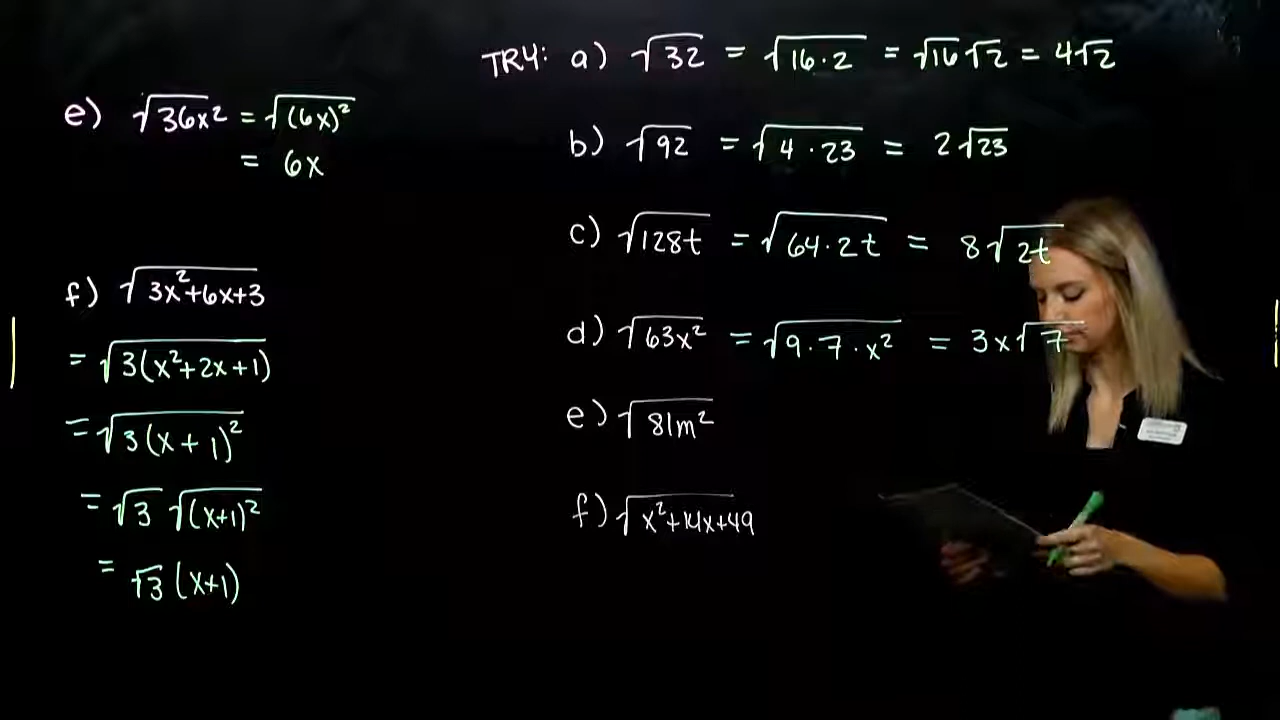 e) √36x² = √(6x)²
= 6x
f) √3x²+6x+3
= √3(x²+2x+1)
= √3(x+1)²
= √3 √(x+1)²
= √3 (x+1)
TRY: a) √32 = √16·2 = √16 √2 = 4√2
b) √92 = √4·23 = 2√23
c) √128t = √64·2t = 8√2t
d) √63x² = √9·7·x² = 3x√7
e) √81m²
f) √x²+14x+49